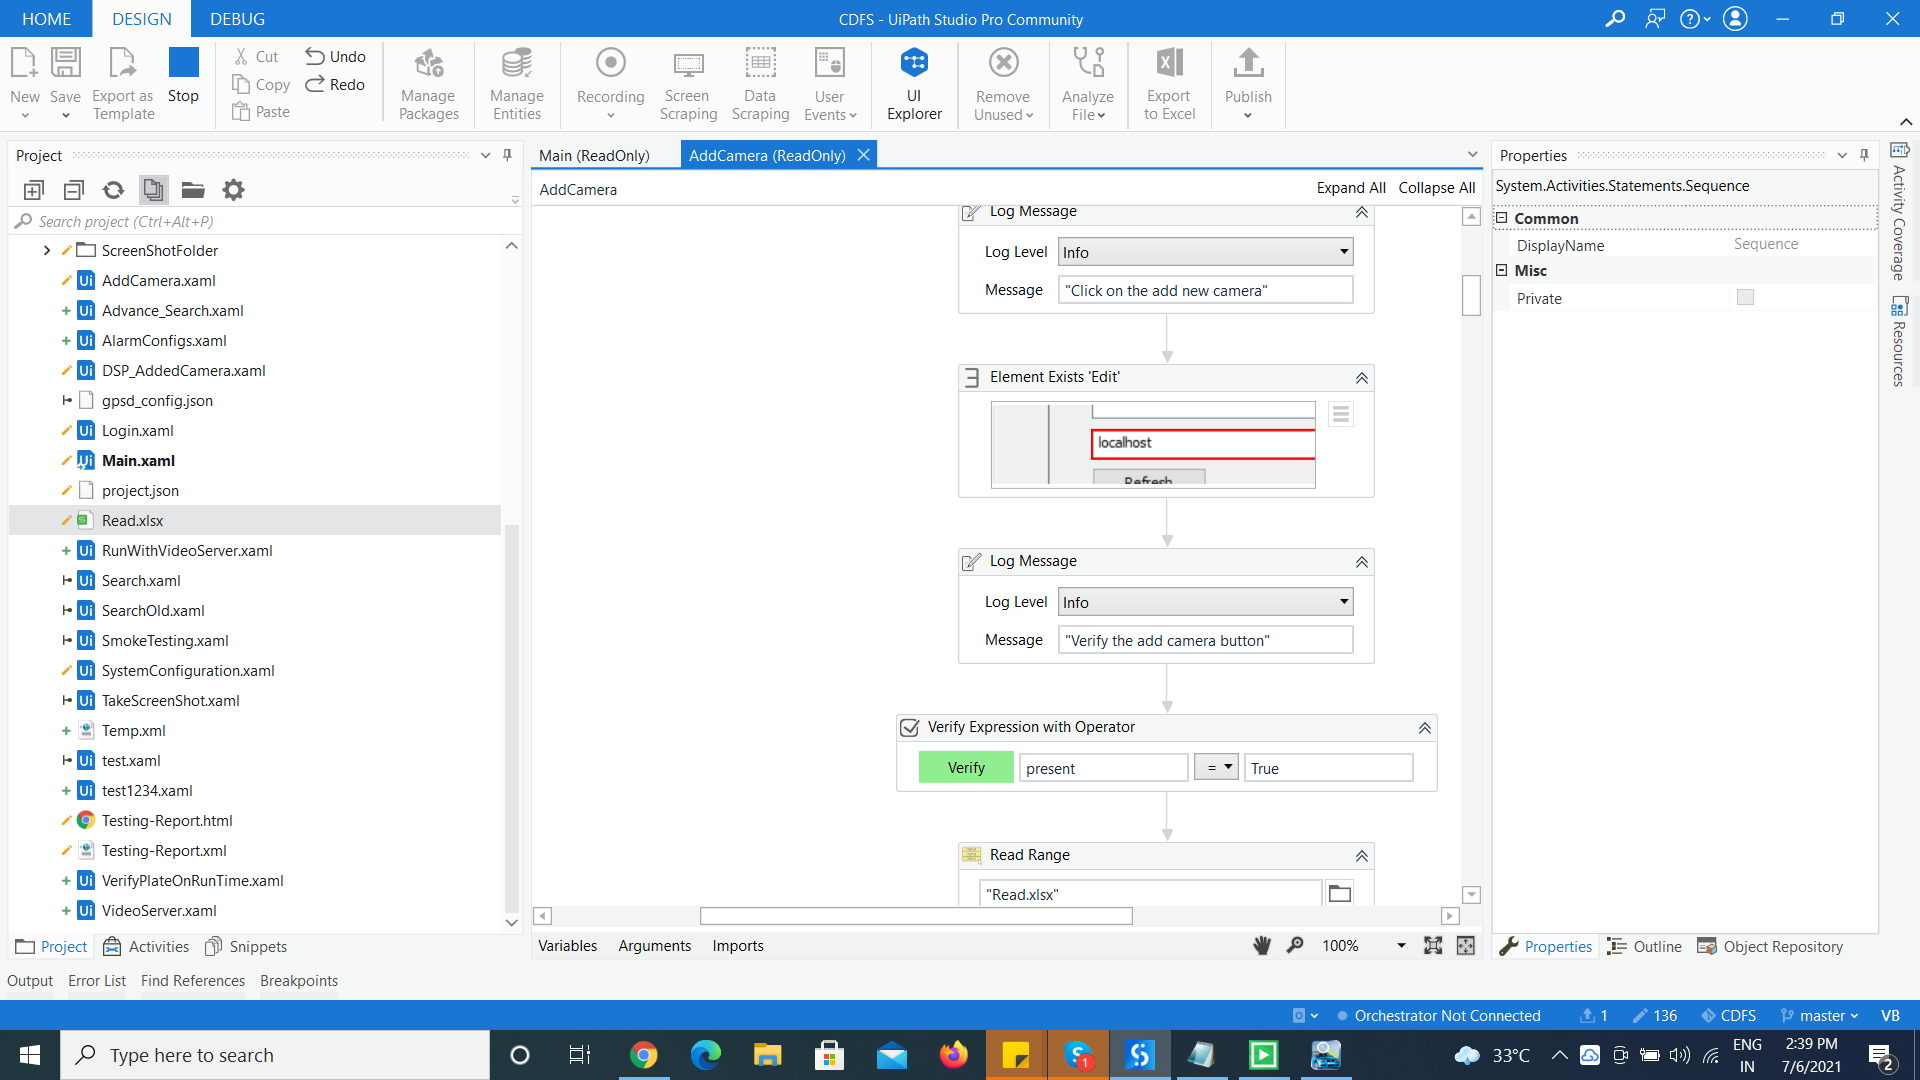 HOME DESIGN DEBUG CDFS - UiPath Studio Pro Community
New Save Export as Template Stop Cut Copy Paste Undo Redo Manage Packages Manage Entities Recording Screen Scraping Data Scraping User Events UI Explorer Remove Unused Analyze File Export to Excel Publish
Project
Search project (Ctrl+Alt+P)
ScreenShotFolder
AddCamera.xaml
Advance_Search.xaml
AlarmConfigs.xaml
DSP_AddedCamera.xaml
gpsd_config.json
Login.xaml
Main.xaml
project.json
Read.xlsx
RunWithVideoServer.xaml
Search.xaml
SearchOld.xaml
SmokeTesting.xaml
SystemConfiguration.xaml
TakeScreenShot.xaml
Temp.xml
test.xaml
test1234.xaml
Testing-Report.html
Testing-Report.xml
VerifyPlateOnRunTime.xaml
VideoServer.xaml
Project Activities Snippets
Main (ReadOnly) AddCamera (ReadOnly)
AddCamera Expand All Collapse All
Log Message
Log Level Info
Message "Click on the add new camera"
Element Exists 'Edit'
localhost
Refresh
Log Message
Log Level Info
Message "Verify the add camera button"
Verify Expression with Operator
Verify present = True
Read Range
"Read.xlsx"
Variables Arguments Imports 100%
Properties
System.Activities.Statements.Sequence
Common
DisplayName Sequence
Misc
Private
Properties Outline Object Repository
Activity Coverage
Resources
Output Error List Find References Breakpoints
Orchestrator Not Connected 1 136 CDFS master VB
Type here to search 1 33°C ENG IN 2:39 PM 7/6/2021 2